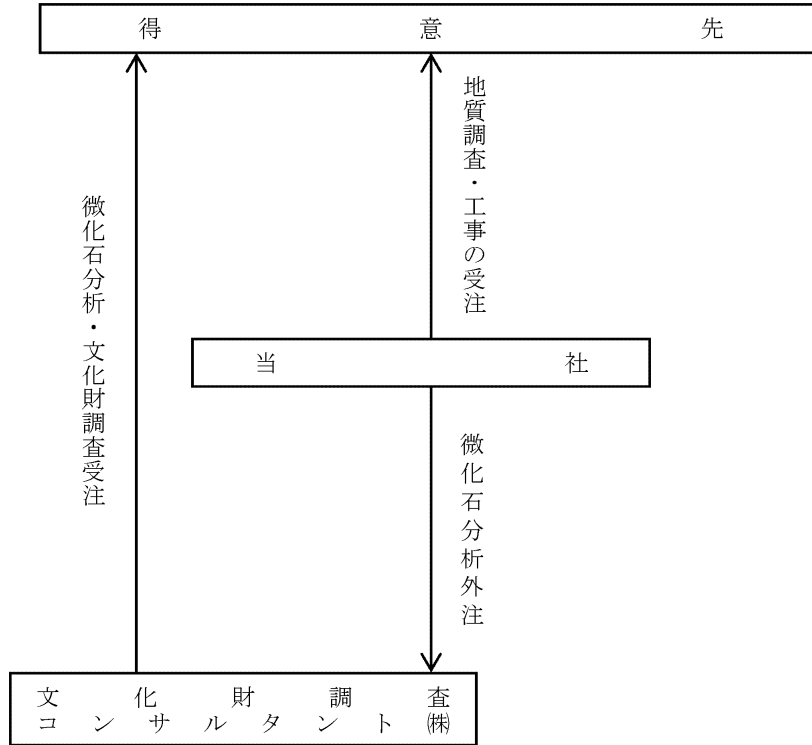 得意先
地質調査・工事の受注
微化石分析・文化財調査受注
当社
微化石分析外注
文化財調査
コンサルタント㈱